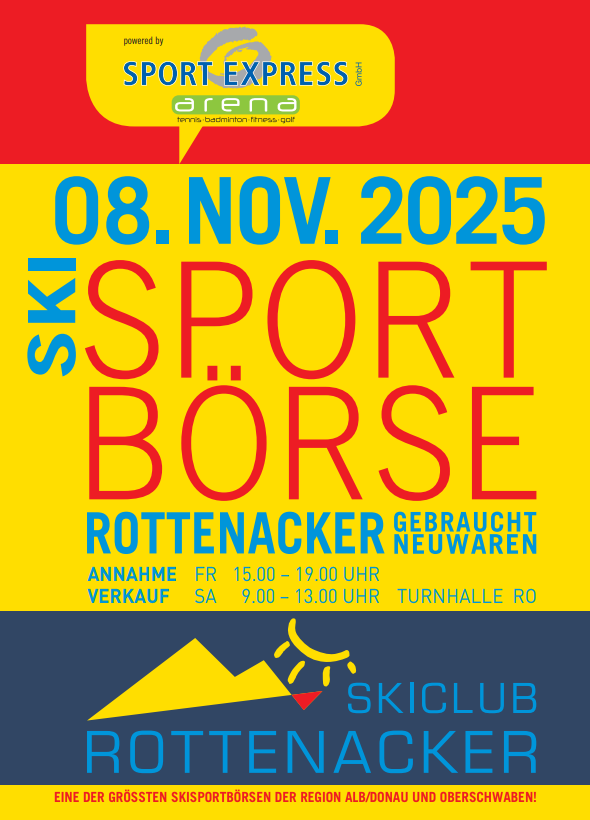 powered by
SPORT EXPRESS GmbH
arena
tennis·badminton·fitness·golf
08. NOV. 2025
SKI
SPORT
BÖRSE
ROTTENACKER GEBRAUCHT
NEUWAREN
ANNAHME FR 15.00 – 19.00 UHR
VERKAUF SA 9.00 – 13.00 UHR TURNHALLE RO
SKICLUB
ROTTENACKER
EINE DER GRÖSSTEN SKISPORTBÖRSEN DER REGION ALB/DONAU UND OBERSCHWABEN!